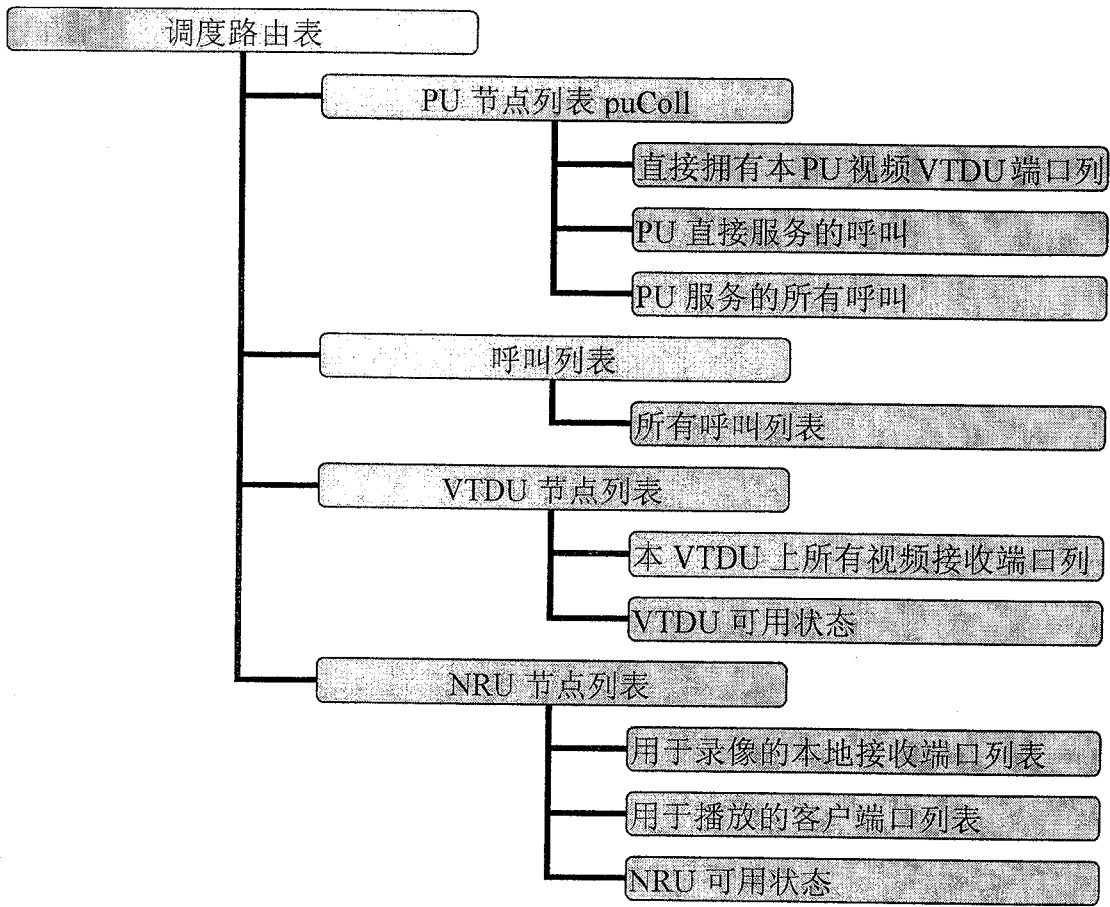 调度路由表
PU 节点列表 puColl
直接拥有本PU视频VTDU端口列
PU 直接服务的呼叫
PU 服务的所有呼叫
呼叫列表
所有呼叫列表
VTDU 节点列表
本 VTDU 上所有视频接收端口列
VTDU 可用状态
NRU 节点列表
用于录像的本地接收端口列表
用于播放的客户端口列表
NRU 可用状态